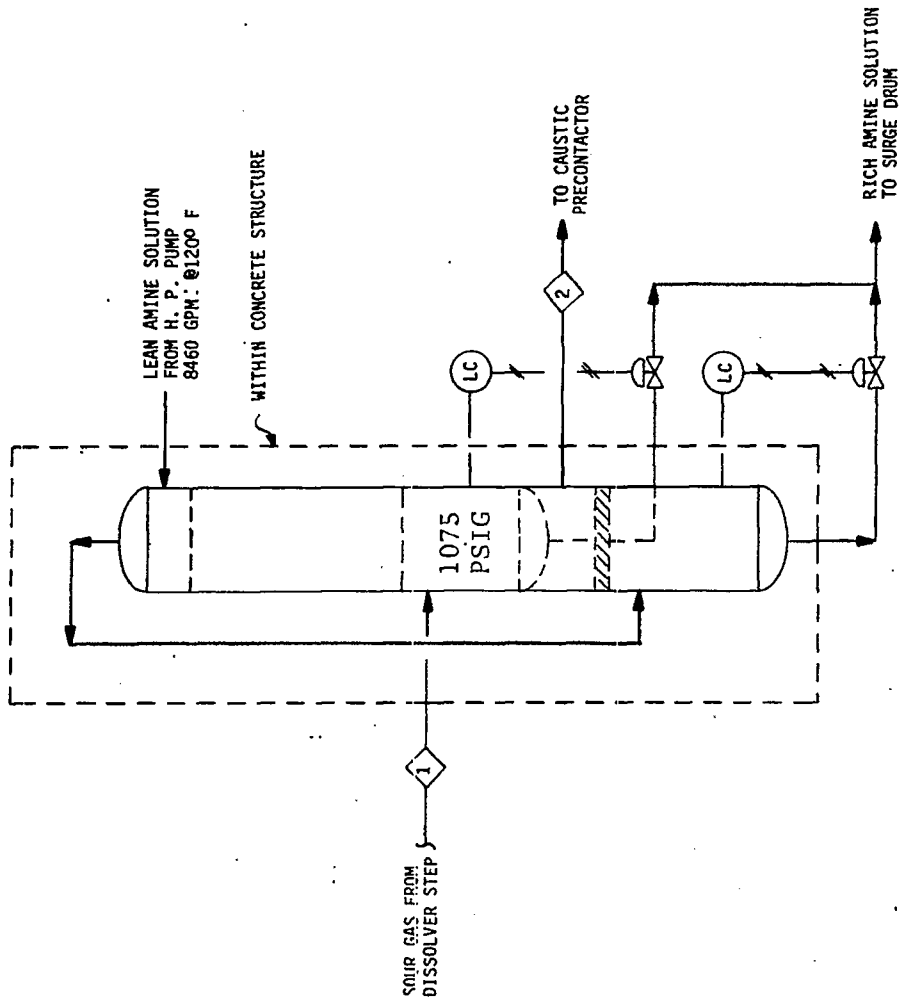 LEAN AMINE SOLUTION
FROM H. P. PUMP
8460 GPM. @120º F
WITHIN CONCRETE STRUCTURE
LC
1075
PSIG
2
TO CAUSTIC
PRECONTACTOR
LC
1
SOUR GAS FROM
DISSOLVER STEP
RICH AMINE SOLUTION
TO SURGE DRUM